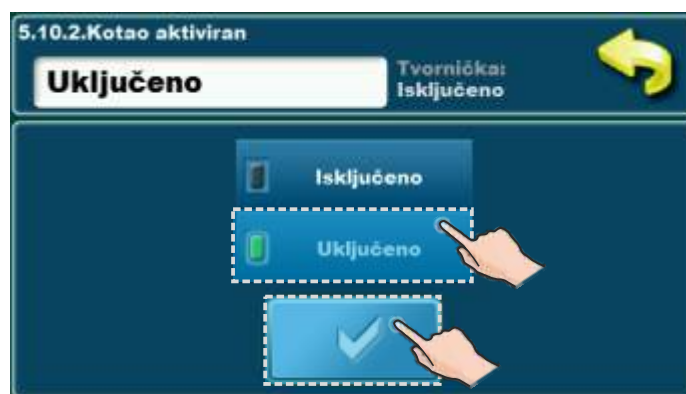 5.10.2.Kotao aktiviran
Uključeno
Tvornička:
Isključeno
Isključeno
Uključeno